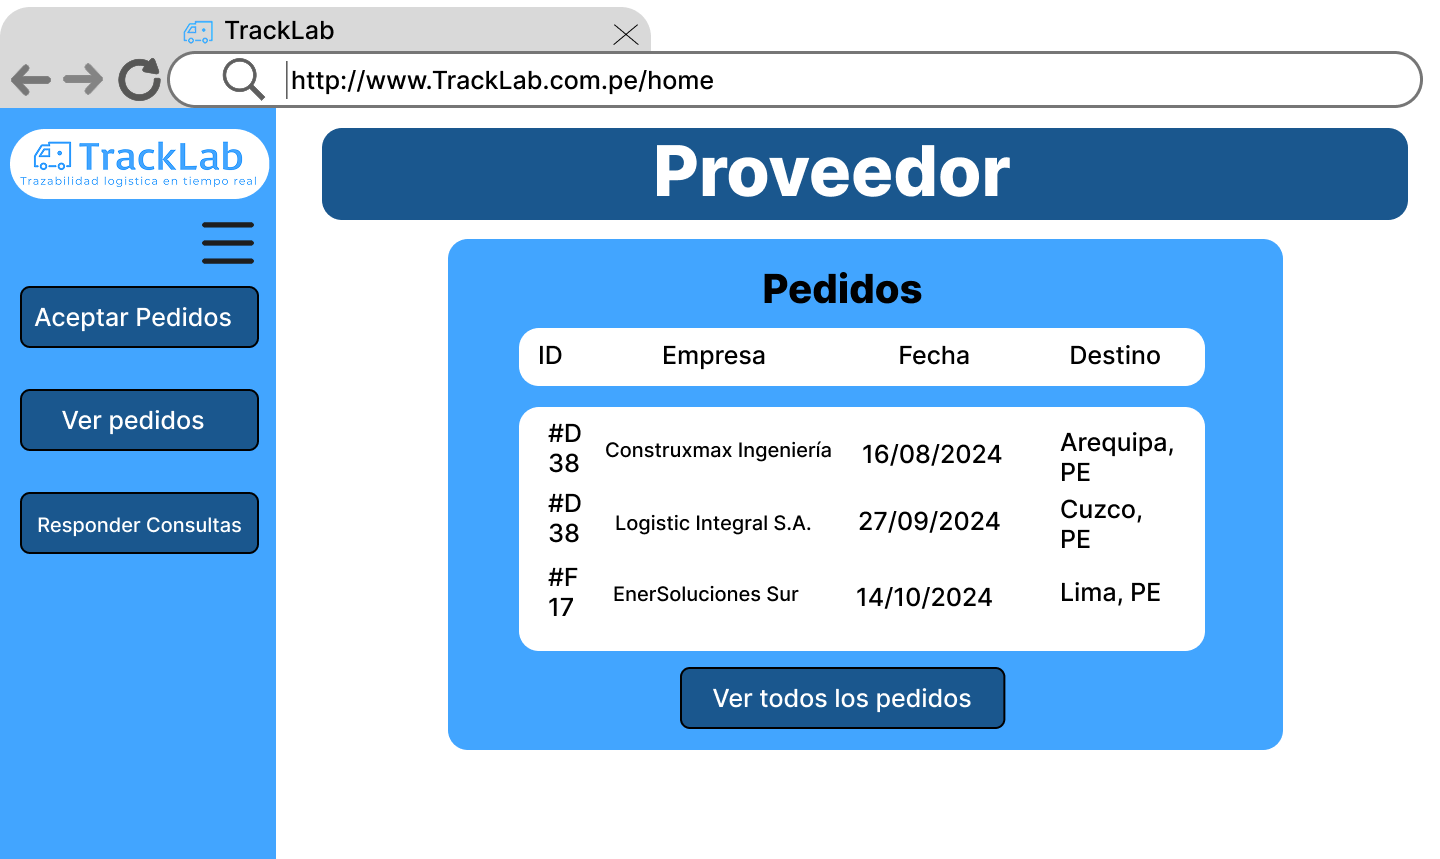 TrackLab
http://www.TrackLab.com.pe/home
TrackLab
Trazabilidad logistica en tiempo real
Aceptar Pedidos
Ver pedidos
Responder Consultas
Proveedor
Pedidos
ID Empresa Fecha Destino
#D
38 Construxmax Ingeniería 16/08/2024 Arequipa,
PE
#D
38 Logistic Integral S.A. 27/09/2024 Cuzco,
PE
#F
17 EnerSoluciones Sur 14/10/2024 Lima, PE
Ver todos los pedidos